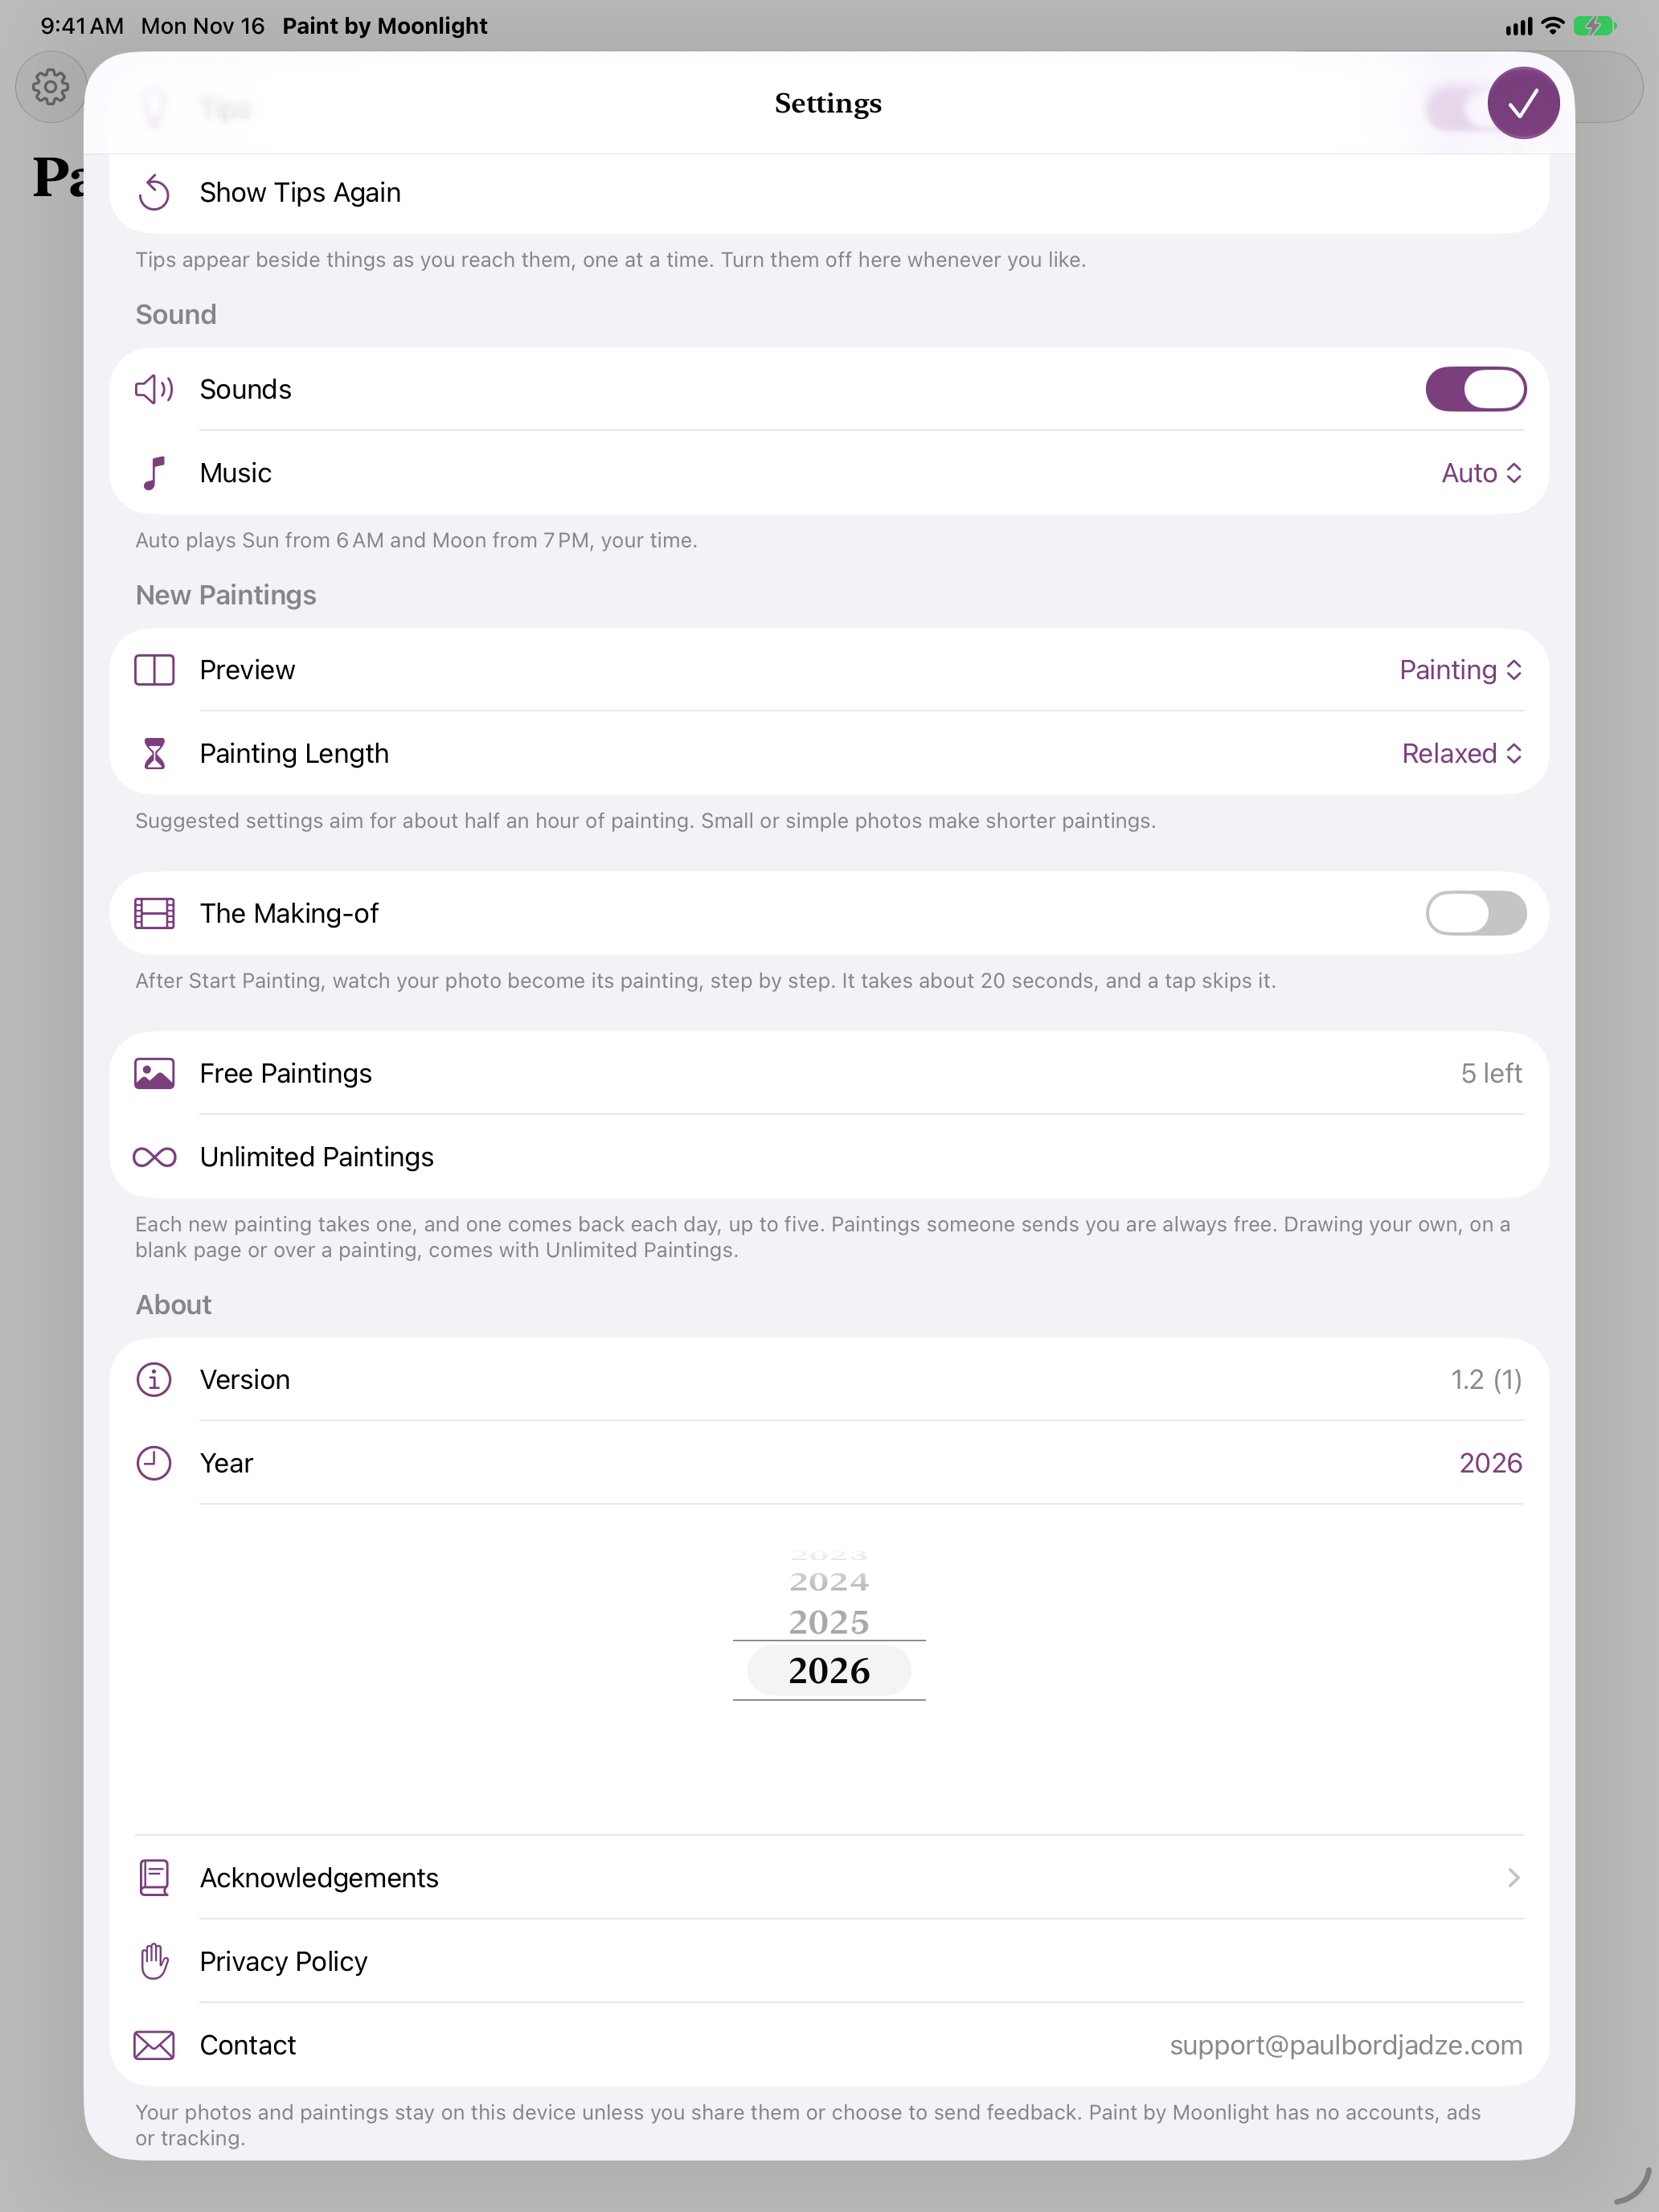 9:41 AM Mon Nov 16 Paint by Moonlight
Tips
Settings
Pa
Show Tips Again
Tips appear beside things as you reach them, one at a time. Turn them off here whenever you like.
Sound
Sounds
Music Auto
Auto plays Sun from 6 AM and Moon from 7 PM, your time.
New Paintings
Preview Painting
Painting Length Relaxed
Suggested settings aim for about half an hour of painting. Small or simple photos make shorter paintings.
The Making-of
After Start Painting, watch your photo become its painting, step by step. It takes about 20 seconds, and a tap skips it.
Free Paintings 5 left
Unlimited Paintings
Each new painting takes one, and one comes back each day, up to five. Paintings someone sends you are always free. Drawing your own, on a
blank page or over a painting, comes with Unlimited Paintings.
About
Version 1.2 (1)
Year 2026
2023
2024
2025
2026
Acknowledgements
Privacy Policy
Contact support@paulbordjadze.com
Your photos and paintings stay on this device unless you share them or choose to send feedback. Paint by Moonlight has no accounts, ads
or tracking.